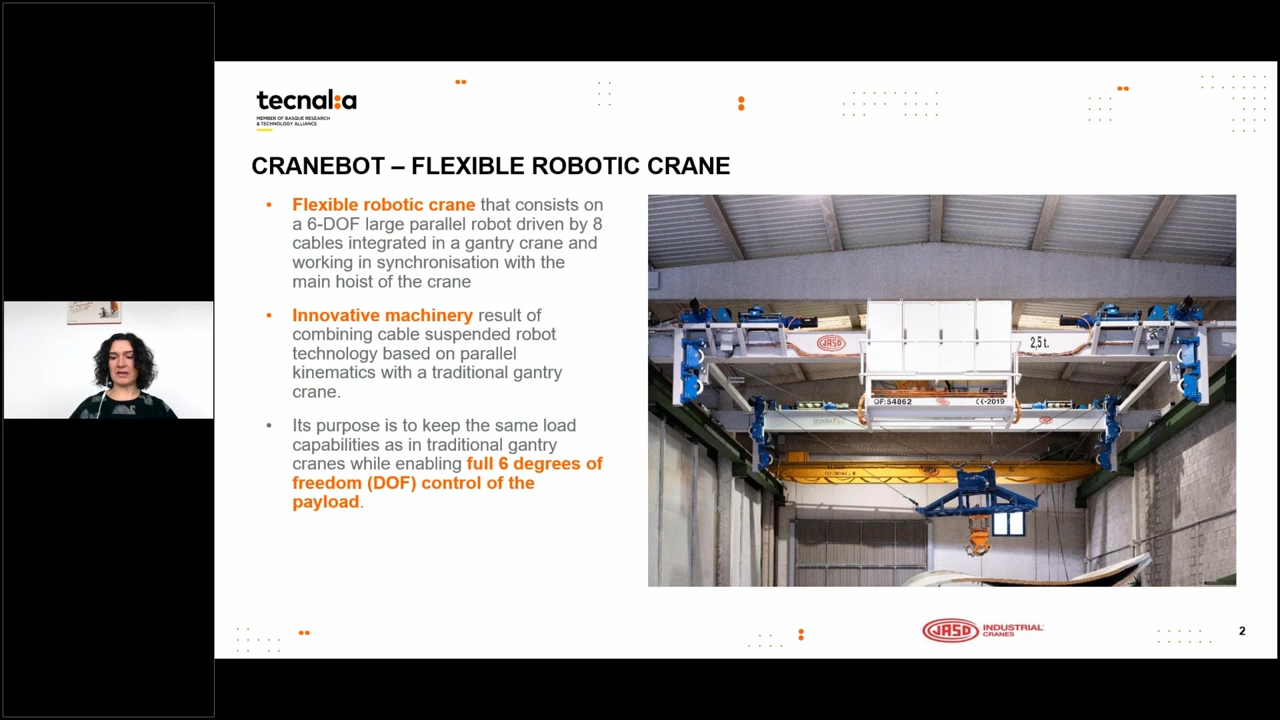 tecnal:a
MEMBER OF BASQUE RESEARCH
& TECHNOLOGY ALLIANCE
CRANEBOT – FLEXIBLE ROBOTIC CRANE
• Flexible robotic crane that consists on
a 6-DOF large parallel robot driven by 8
cables integrated in a gantry crane and
working in synchronisation with the
main hoist of the crane
• Innovative machinery result of
combining cable suspended robot
technology based on parallel
kinematics with a traditional gantry
crane.
• Its purpose is to keep the same load
capabilities as in traditional gantry
cranes while enabling full 6 degrees of
freedom (DOF) control of the
payload.
JASO
2,5 t.
OF:54862
CE-2019
JASO INDUSTRIAL
CRANES
2